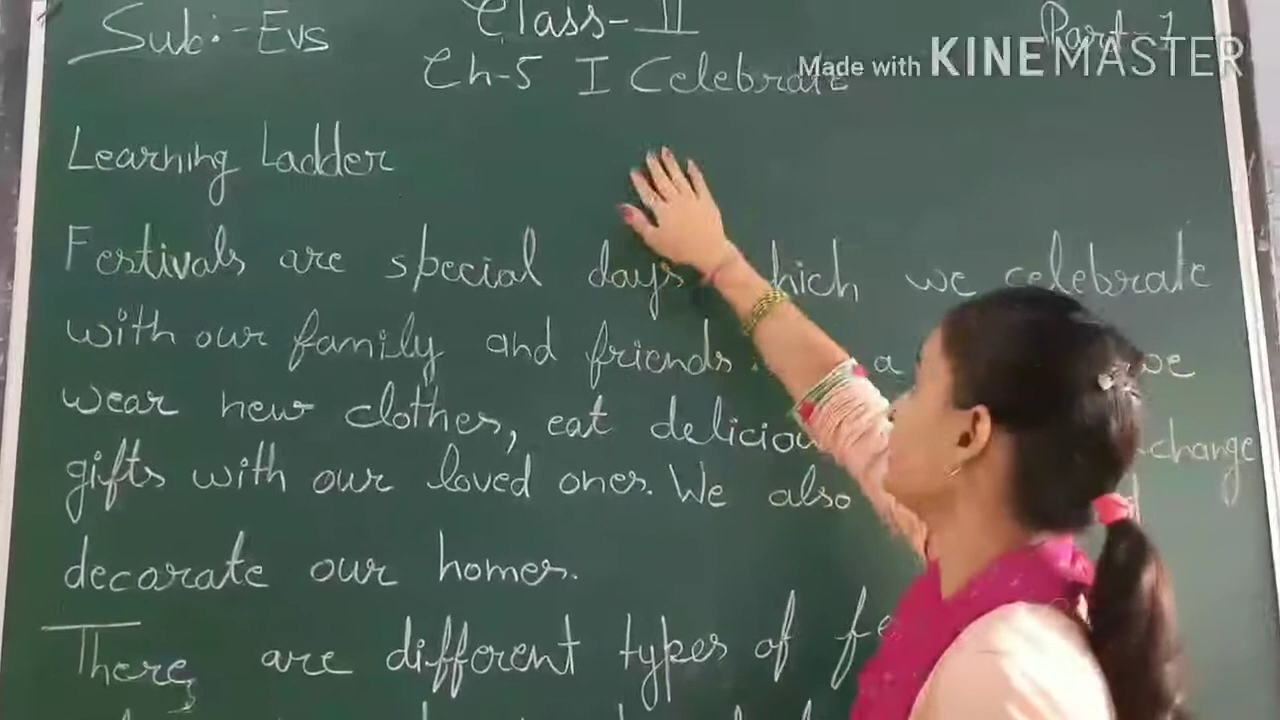 Sub:- Evs
Class- II
Part-1
Ch-5 I Celebrate
Made with KINEMASTER
Learning Ladder
Festivals are special days which we celebrate
with our family and friends. a we
wear new clothes, eat change
gifts with our loved ones. We also
decorate our homes.
There are different types of